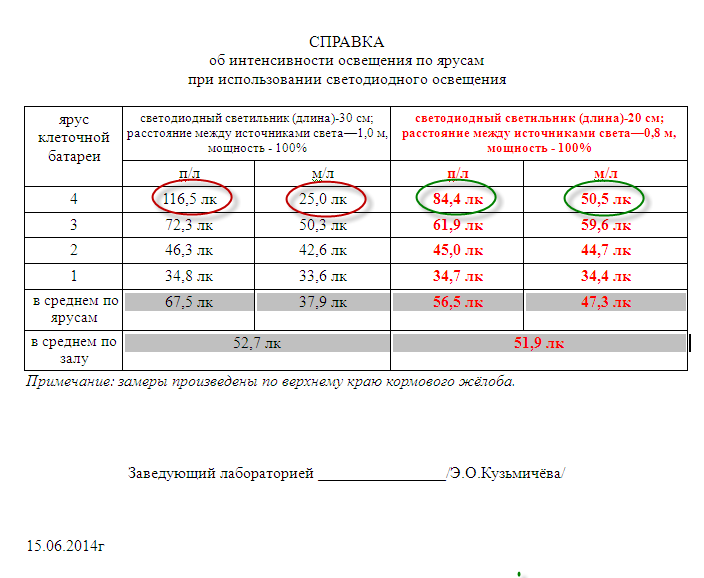 СПРАВКА
об интенсивности освещения по ярусам
при использовании светодиодного освещения
ярус клеточной батареи
светодиодный светильник (длина)-30 см;
расстояние между источниками света—1,0 м,
мощность - 100%
светодиодный светильник (длина)-20 см;
расстояние между источниками света—0,8 м,
мощность - 100%
п/л м/л п/л м/л
4 116,5 лк 25,0 лк 84,4 лк 50,5 лк
3 72,3 лк 50,3 лк 61,9 лк 59,6 лк
2 46,3 лк 42,6 лк 45,0 лк 44,7 лк
1 34,8 лк 33,6 лк 34,7 лк 34,4 лк
в среднем по ярусам 67,5 лк 37,9 лк 56,5 лк 47,3 лк
в среднем по залу 52,7 лк 51,9 лк
Примечание: замеры произведены по верхнему краю кормового жёлоба.
Заведующий лабораторией ________________/Э.О.Кузьмичёва/
15.06.2014г